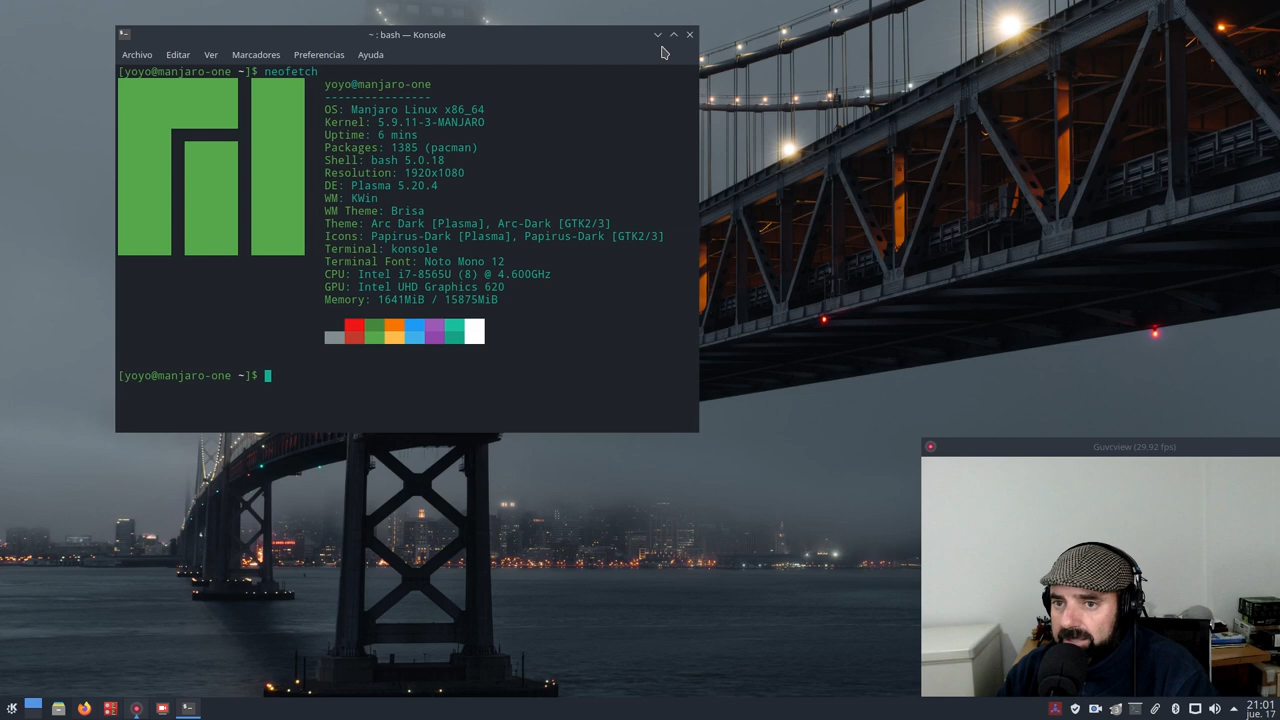 ~ : bash — Konsole
Archivo Editar Ver Marcadores Preferencias Ayuda
[yoyo@manjaro-one ~]$ neofetch
yoyo@manjaro-one
----------------
OS: Manjaro Linux x86_64
Kernel: 5.9.11-3-MANJARO
Uptime: 6 mins
Packages: 1385 (pacman)
Shell: bash 5.0.18
Resolution: 1920x1080
DE: Plasma 5.20.4
WM: KWin
WM Theme: Brisa
Theme: Arc Dark [Plasma], Arc-Dark [GTK2/3]
Icons: Papirus-Dark [Plasma], Papirus-Dark [GTK2/3]
Terminal: konsole
Terminal Font: Noto Mono 12
CPU: Intel i7-8565U (8) @ 4.600GHz
GPU: Intel UHD Graphics 620
Memory: 1641MiB / 15875MiB
[yoyo@manjaro-one ~]$
Guvcview (29.92 fps)
21:01
jue. 17